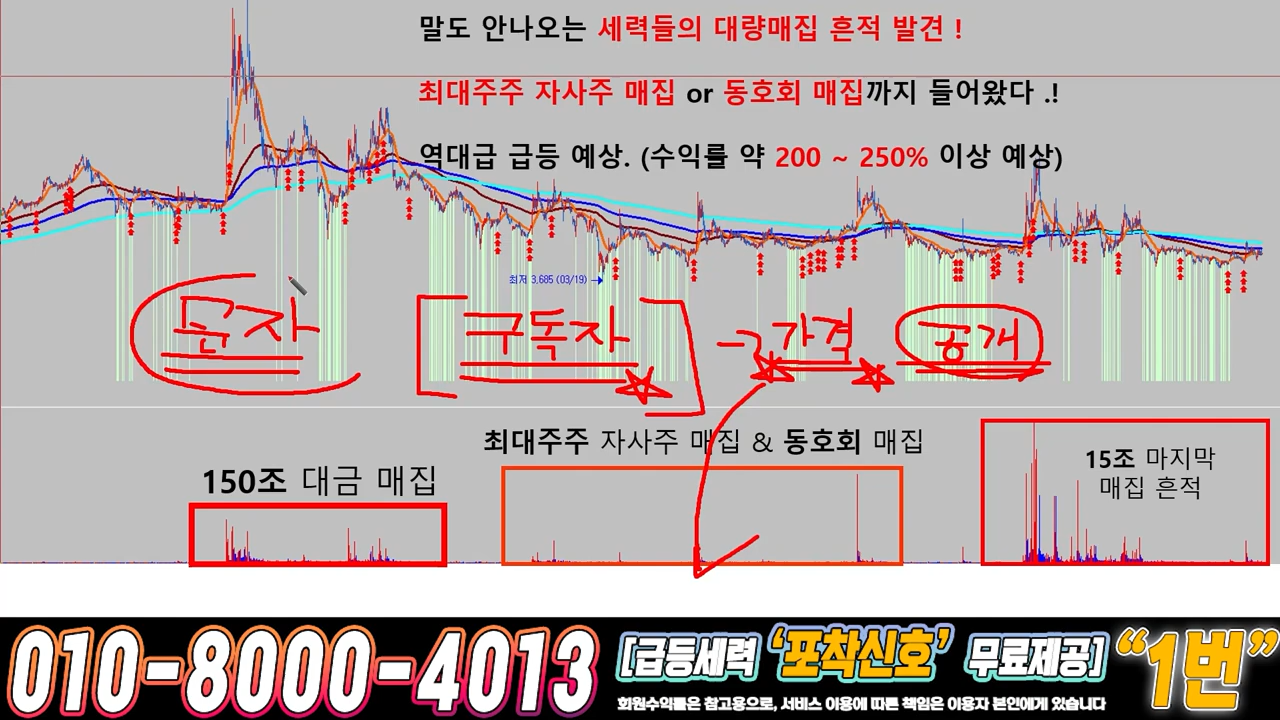 말도 안나오는 세력들의 대량매집 흔적 발견 !
최대주주 자사주 매집 or 동호회 매집까지 들어왔다 .!
역대급 급등 예상. (수익률 약 200 ~ 250% 이상 예상)
최저 3,685 (03/19)
문자 구독자 가격 공개
최대주주 자사주 매집 & 동호회 매집
150조 대금 매집
15조 마지막
매집 흔적
010-8000-4013
[급등세력 '포착신호' 무료제공] "1번"
회원수익률은 참고용으로, 서비스 이용에 따른 책임은 이용자 본인에게 있습니다